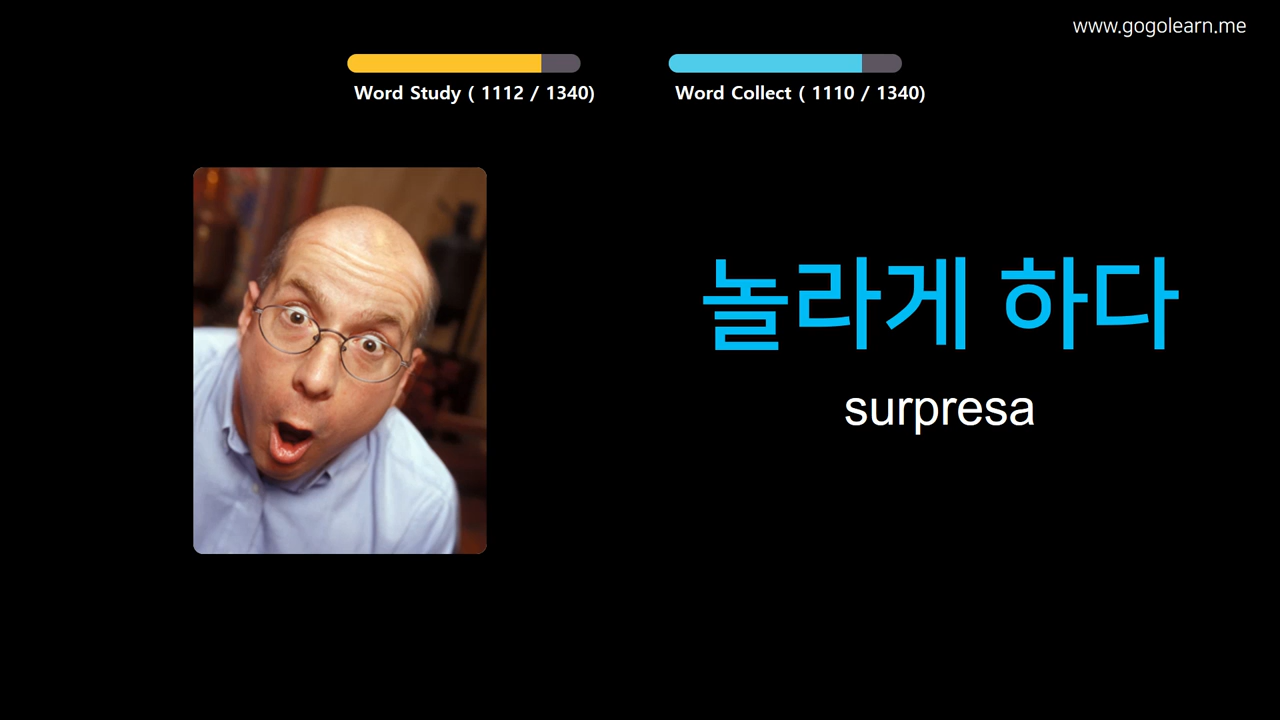 www.gogolearn.me
Word Study ( 1112 / 1340)
Word Collect ( 1110 / 1340)
놀라게 하다
surpresa